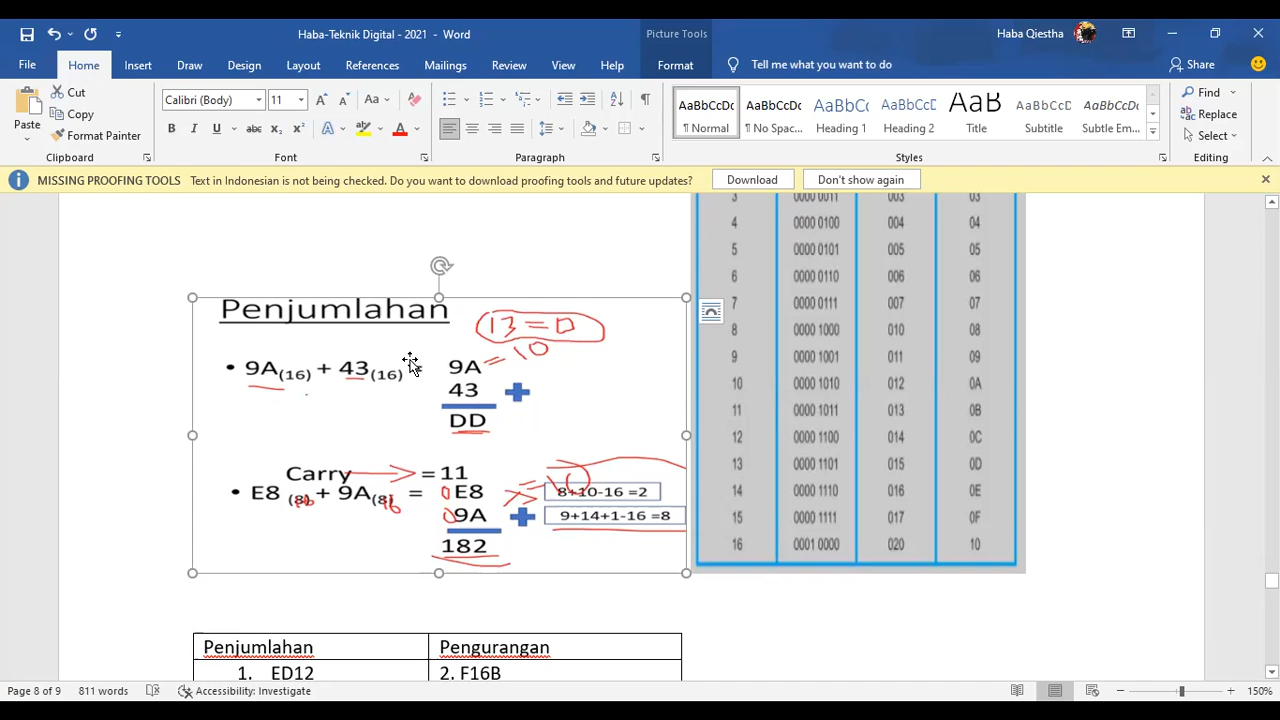 Haba-Teknik Digital - 2021 - Word
Picture Tools
Haba Qiestha
File Home Insert Draw Design Layout References Mailings Review View Help Format Tell me what you want to do Share
Paste
Cut
Copy
Format Painter
Clipboard
Calibri (Body) 11
Font
Paragraph
AaBbCcDc AaBbCcDc AaBbCc AaBbCcD AaB AaBbCcD AaBbCcDc
¶ Normal ¶ No Spac... Heading 1 Heading 2 Title Subtitle Subtle Em...
Styles
Find
Replace
Select
Editing
MISSING PROOFING TOOLS Text in Indonesian is not being checked. Do you want to download proofing tools and future updates? Download Don't show again
3 0000 0011 003 03
4 0000 0100 004 04
5 0000 0101 005 05
6 0000 0110 006 06
7 0000 0111 007 07
8 0000 1000 010 08
9 0000 1001 011 09
10 0000 1010 012 0A
11 0000 1011 013 0B
12 0000 1100 014 0C
13 0000 1101 015 0D
14 0000 1110 016 0E
15 0000 1111 017 0F
16 0001 0000 020 10
Penjumlahan
13 = D
• 9A(16) + 43(16) = 9A = 10
43
DD
Carry = 11
• E8 (8) + 9A(8) = 0E8 8+10-16 =2
16 16
09A 9+14+1-16 =8
182
= 10
Penjumlahan Pengurangan
1. ED12 2. F16B
Page 8 of 9 811 words Accessibility: Investigate 150%